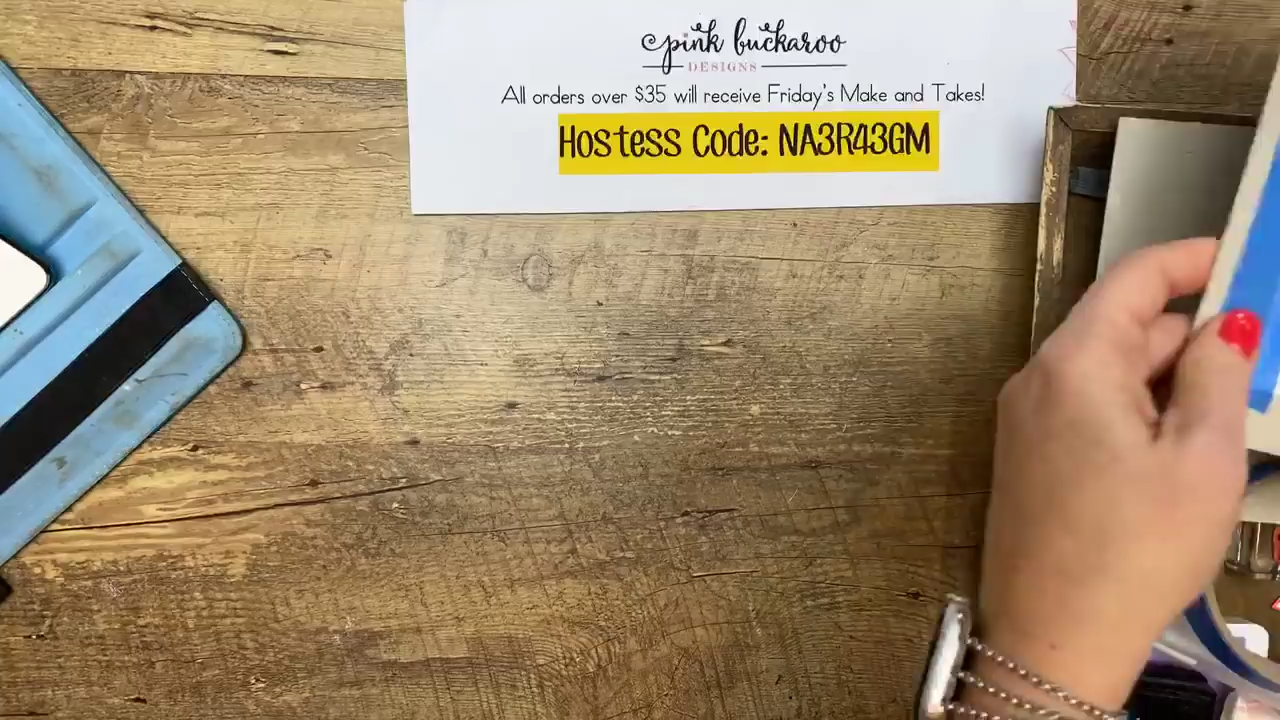 pink buckaroo
DESIGNS
All orders over $35 will receive Friday's Make and Takes!
Hostess Code: NA3R43GM